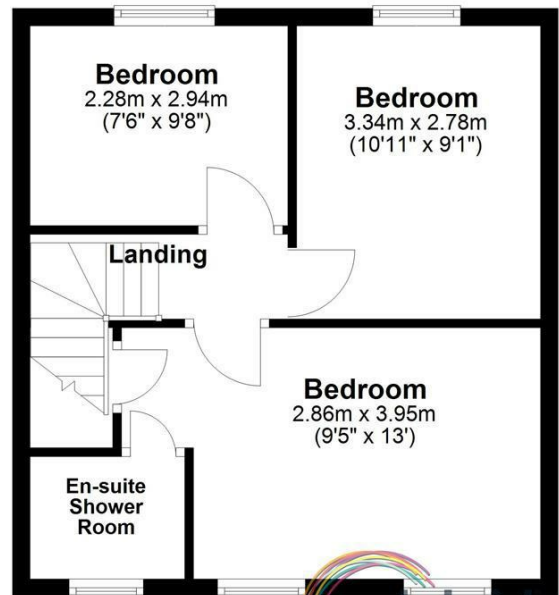 Bedroom
2.28m x 2.94m
(7'6" x 9'8")
Bedroom
3.34m x 2.78m
(10'11" x 9'1")
Landing
Bedroom
2.86m x 3.95m
(9'5" x 13')
En-suite
Shower
Room